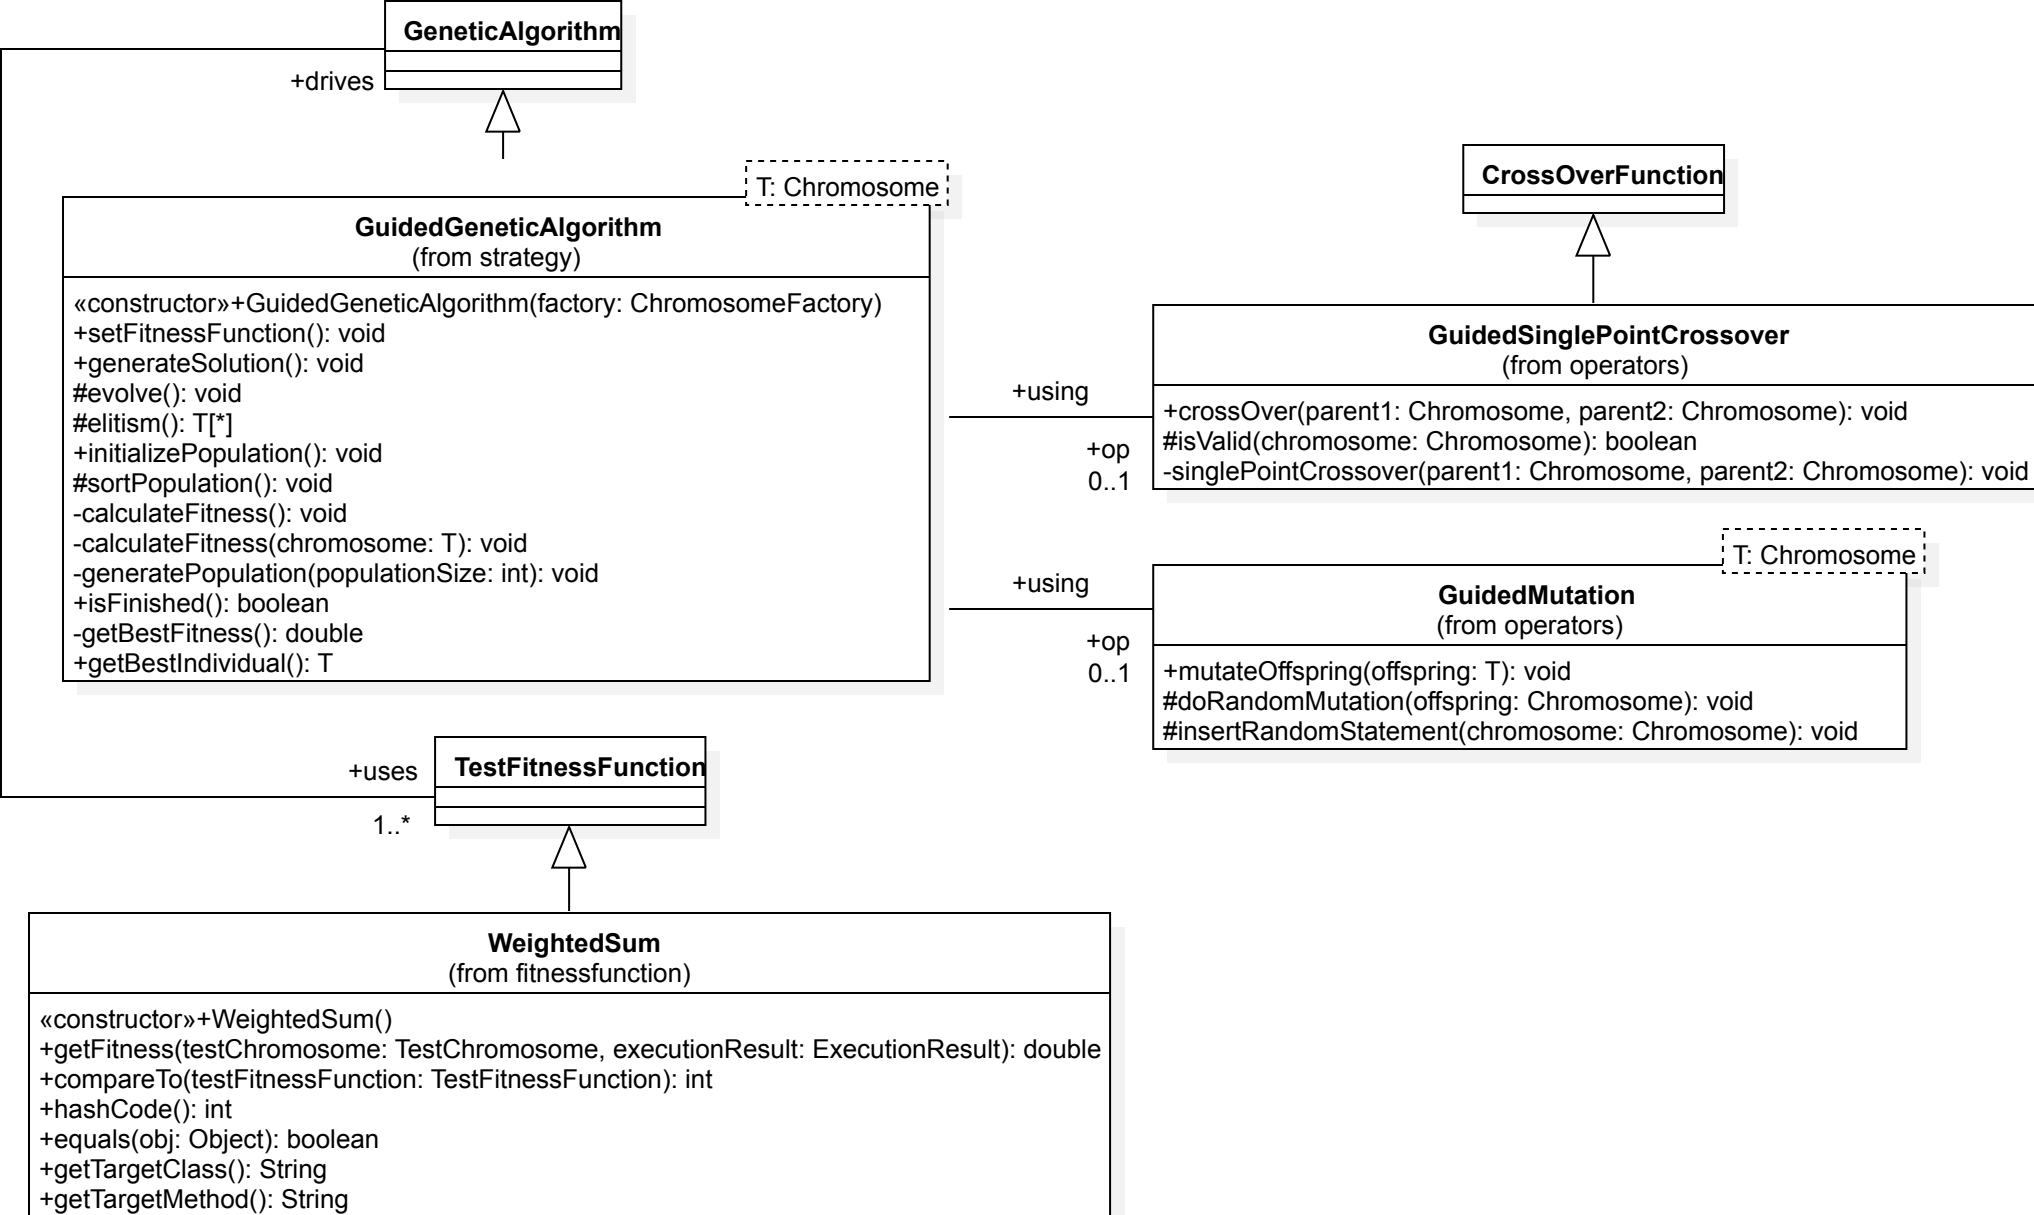 GeneticAlgorithm
+drives
T: Chromosome
GuidedGeneticAlgorithm
(from strategy)
«constructor»+GuidedGeneticAlgorithm(factory: ChromosomeFactory)
+setFitnessFunction(): void
+generateSolution(): void
#evolve(): void
#elitism(): T[*]
+initializePopulation(): void
#sortPopulation(): void
-calculateFitness(): void
-calculateFitness(chromosome: T): void
-generatePopulation(populationSize: int): void
+isFinished(): boolean
-getBestFitness(): double
+getBestIndividual(): T
CrossOverFunction
GuidedSinglePointCrossover
(from operators)
+crossOver(parent1: Chromosome, parent2: Chromosome): void
#isValid(chromosome: Chromosome): boolean
-singlePointCrossover(parent1: Chromosome, parent2: Chromosome): void
+using
+op
0..1
T: Chromosome
GuidedMutation
(from operators)
+mutateOffspring(offspring: T): void
#doRandomMutation(offspring: Chromosome): void
#insertRandomStatement(chromosome: Chromosome): void
+using
+op
0..1
TestFitnessFunction
+uses
1..*
WeightedSum
(from fitnessfunction)
«constructor»+WeightedSum()
+getFitness(testChromosome: TestChromosome, executionResult: ExecutionResult): double
+compareTo(testFitnessFunction: TestFitnessFunction): int
+hashCode(): int
+equals(obj: Object): boolean
+getTargetClass(): String
+getTargetMethod(): String